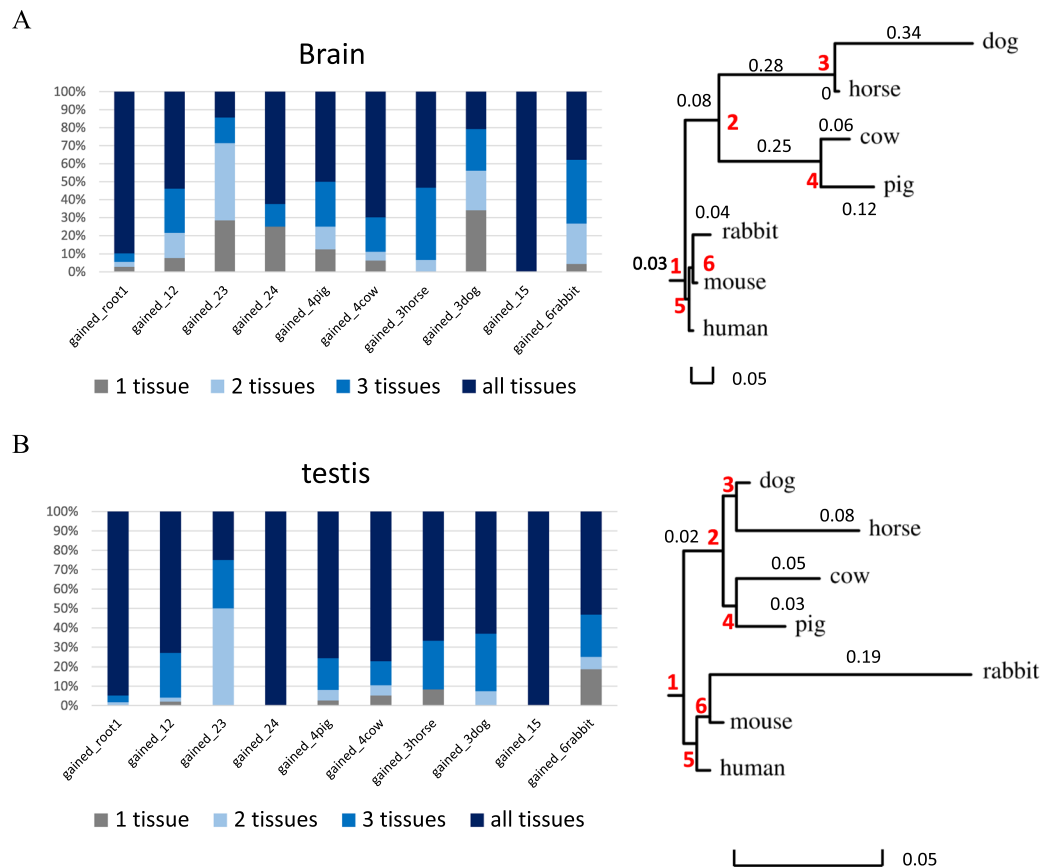 A
Brain
100%
90%
80%
70%
60%
50%
40%
30%
20%
10%
0%
gained_root1
gained_12
gained_23
gained_24
gained_4pig
gained_4cow
gained_3horse
gained_3dog
gained_15
gained_6rabbit
1 tissue 2 tissues 3 tissues all tissues
0.34
dog
3
0.28
horse
0
0.08
2
0.06
cow
0.25
4
pig
0.12
0.04
rabbit
0.03
1
6
mouse
5
human
0.05
B
testis
100%
90%
80%
70%
60%
50%
40%
30%
20%
10%
0%
gained_root1
gained_12
gained_23
gained_24
gained_4pig
gained_4cow
gained_3horse
gained_3dog
gained_15
gained_6rabbit
1 tissue 2 tissues 3 tissues all tissues
3
dog
0.08
horse
0.02
2
0.05
cow
0.03
4
pig
0.19
rabbit
1
6
mouse
5
human
0.05